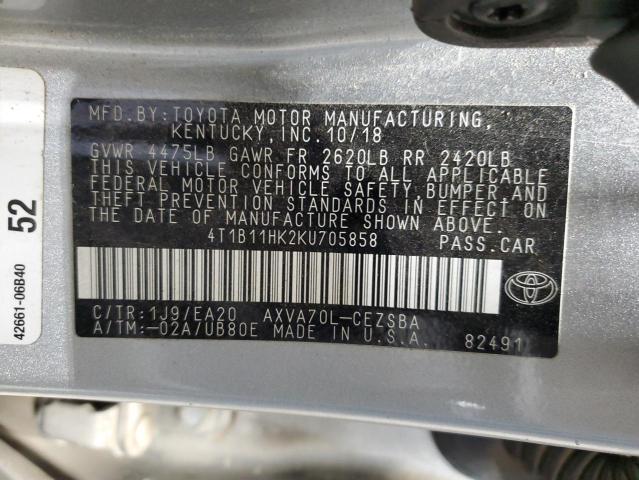 MFD.BY:TOYOTA MOTOR MANUFACTURING,
KENTUCKY, INC. 10/18
GVWR 4475LB GAWR FR 2620LB RR 2420LB
THIS VEHICLE CONFORMS TO ALL APPLICABLE
FEDERAL MOTOR VEHICLE SAFETY, BUMPER, AND
THEFT PREVENTION STANDARDS IN EFFECT ON
THE DATE OF MANUFACTURE SHOWN ABOVE.
4T1B11HK2KU705858 PASS.CAR
C/TR:1J9/EA20 AXVA70L-CEZSBA
A/TM:-02A/UB80E MADE IN U.S.A. 82491
52
42661-06B40